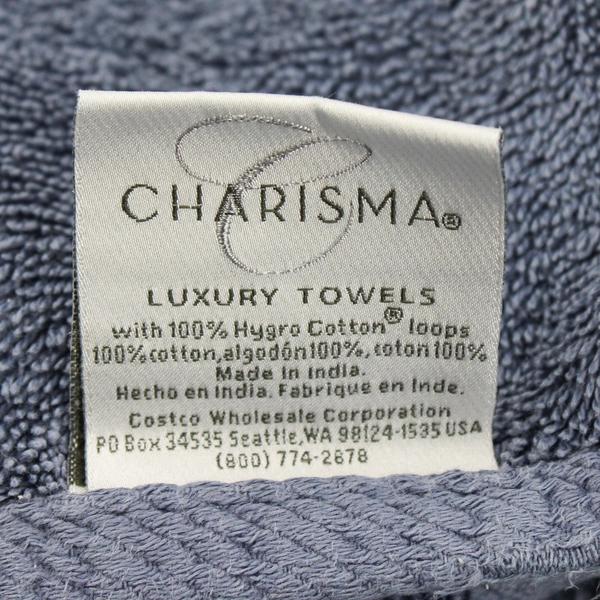 CHARISMA®
LUXURY TOWELS
with 100% Hygro Cotton® loops
100%cotton,algodón100%, coton100%
Made in India.
Hecho en India. Fabrique en Inde.
Costco Wholesale Corporation
PO Box 34535 Seattle,WA 98124-1535 USA
(800) 774-2678